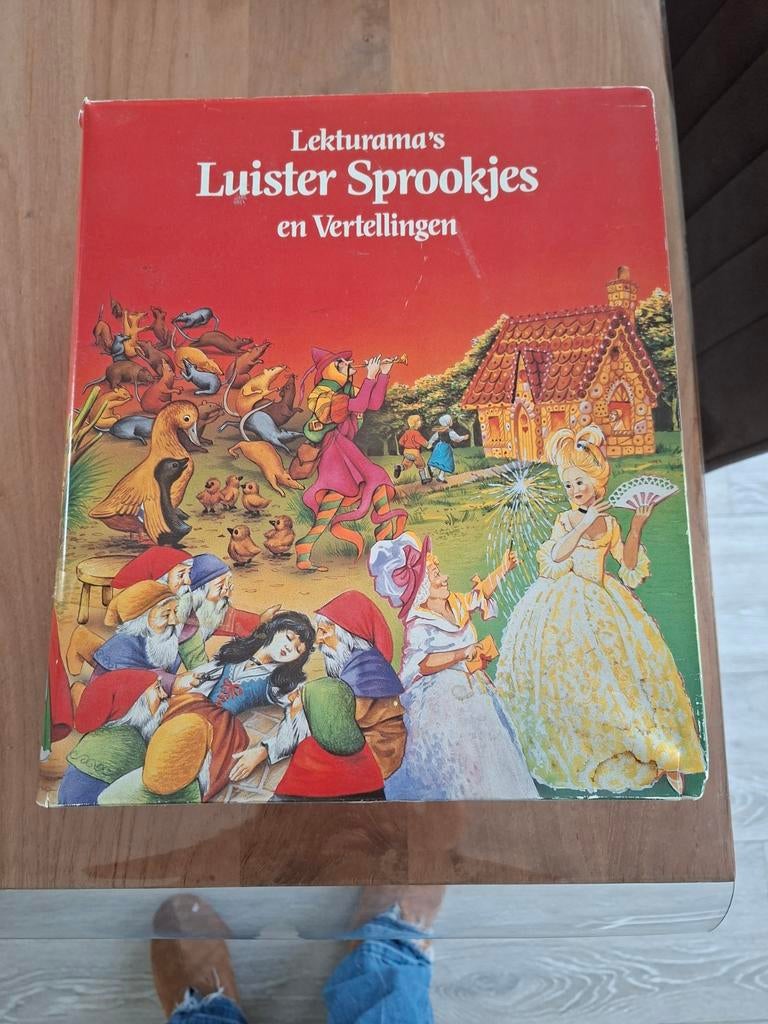 Lekturama's
Luister Sprookjes
en Vertellingen